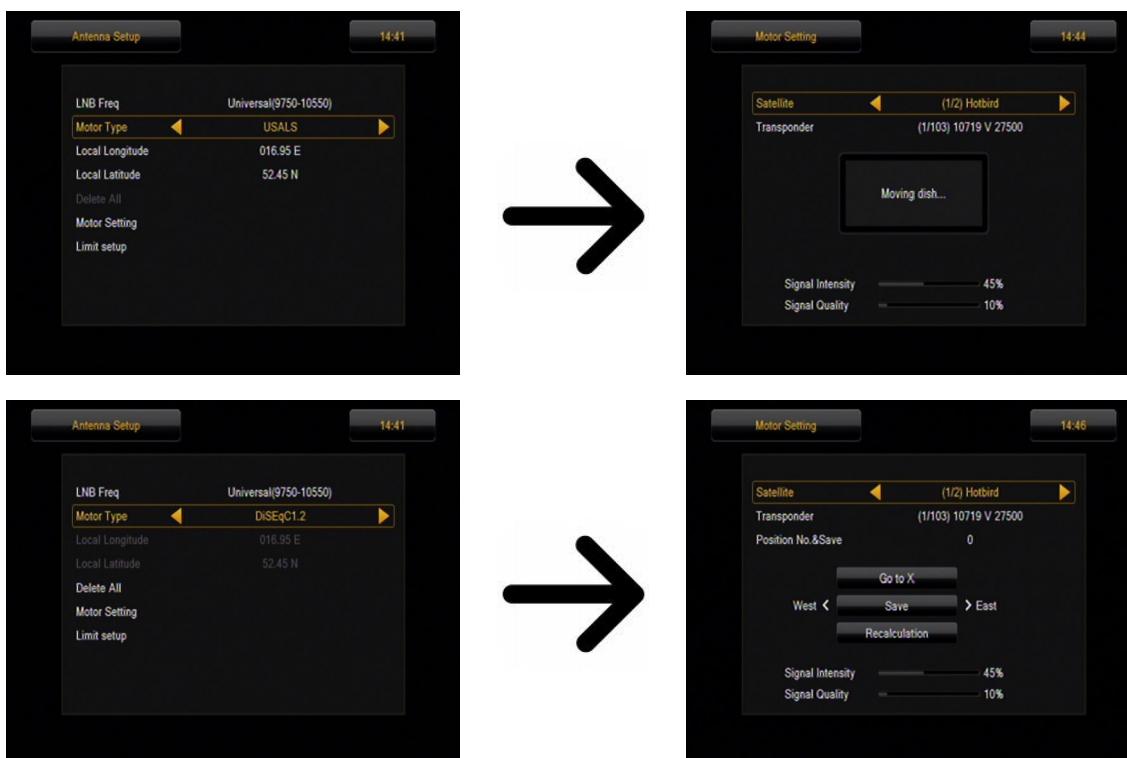 Antenna Setup 14:41
LNB Freq Universal(9750-10550)
Motor Type USALS
Local Longitude 016.95 E
Local Latitude 52.45 N
Delete All
Motor Setting
Limit setup
Motor Setting 14:44
Satellite (1/2) Hotbird
Transponder (1/103) 10719 V 27500
Moving dish...
Signal Intensity 45%
Signal Quality 10%
Antenna Setup 14:41
LNB Freq Universal(9750-10550)
Motor Type DiSEqC1.2
Local Longitude 016.95 E
Local Latitude 52.45 N
Delete All
Motor Setting
Limit setup
Motor Setting 14:46
Satellite (1/2) Hotbird
Transponder (1/103) 10719 V 27500
Position No.&Save 0
Go to X
West < Save > East
Recalculation
Signal Intensity 45%
Signal Quality 10%